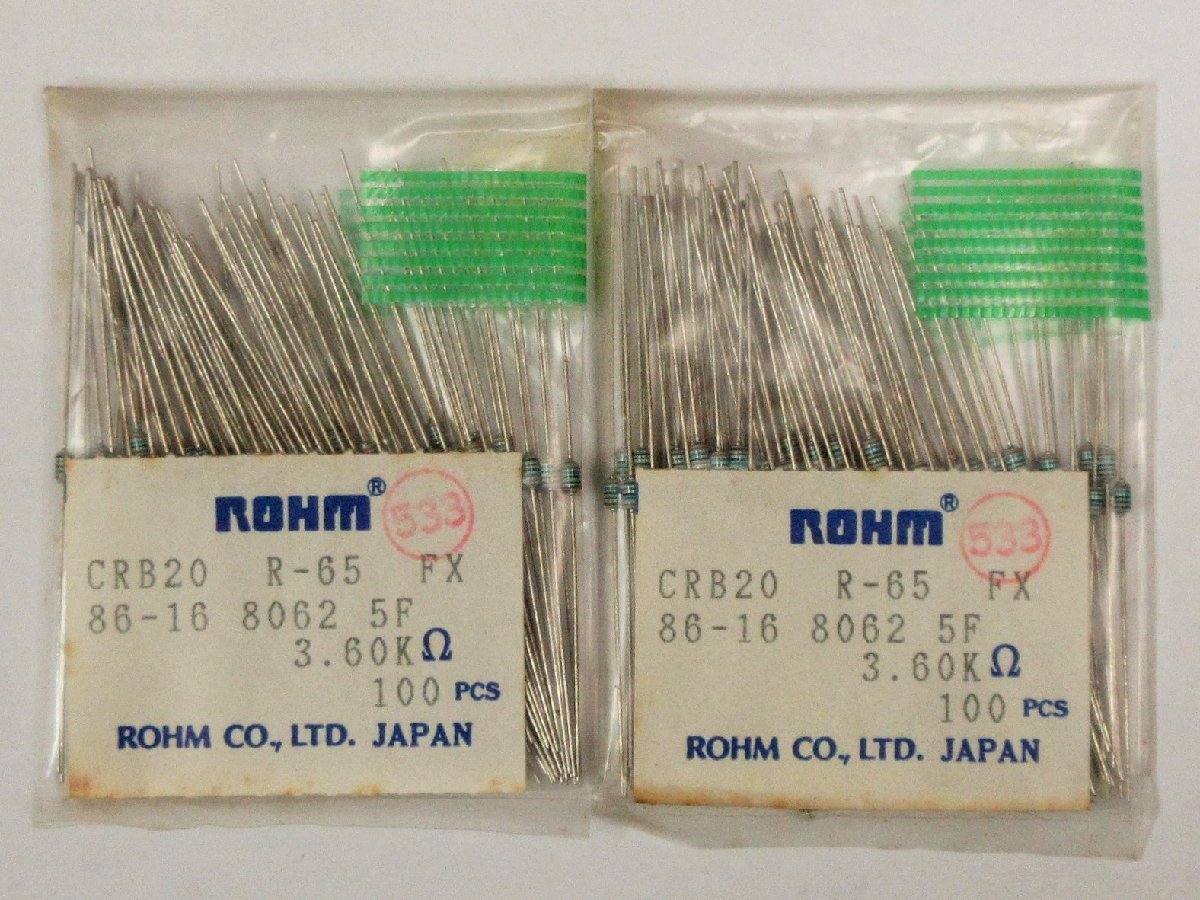 ROHM® 533
CRB20 R-65 FX
86-16 8062 5F
3.60KΩ
100 PCS
ROHM CO., LTD. JAPAN
ROHM® 533
CRB20 R-65 FX
86-16 8062 5F
3.60KΩ
100 PCS
ROHM CO., LTD. JAPAN